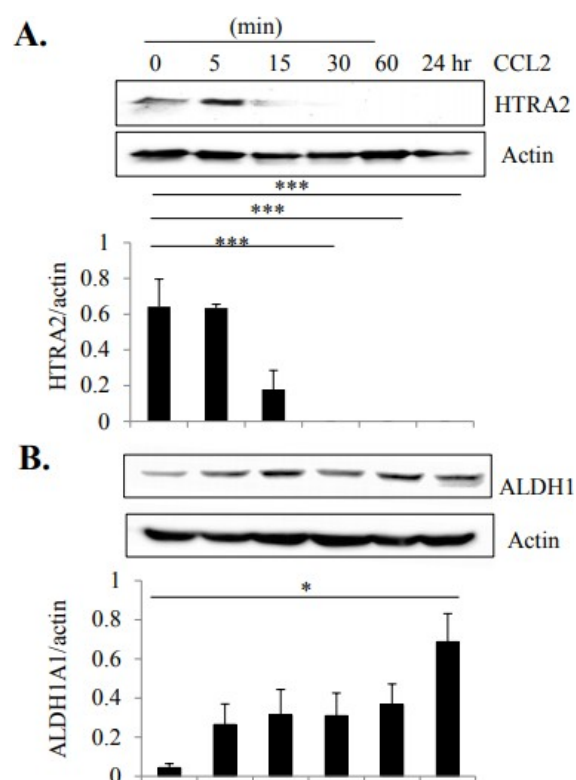 A.
(min)
0 5 15 30 60 24 hr CCL2
HTRA2
Actin
***
***
***
HTRA2/actin
1
0.8
0.6
0.4
0.2
0
B.
ALDH1
Actin
*
ALDH1A1/actin
1
0.8
0.6
0.4
0.2
0